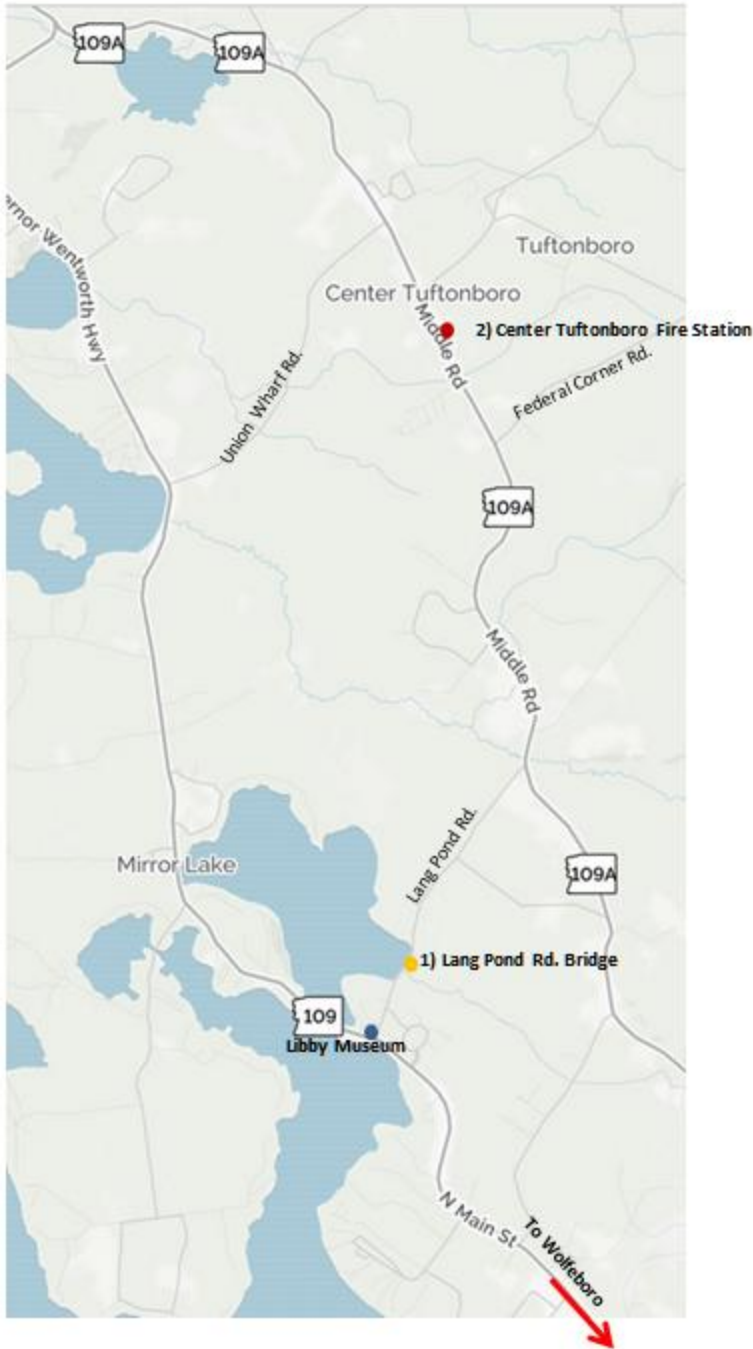 109A
109A
ernor Wentworth Hwy
Tuftonboro
Center Tuftonboro
Middle Rd
2) Center Tuftonboro Fire Station
Federal Corner Rd.
Union Wharf Rd.
109A
Middle Rd
Lang Pond Rd.
Mirror Lake
109A
1) Lang Pond Rd. Bridge
109
Libby Museum
N Main St
To Wolfeboro